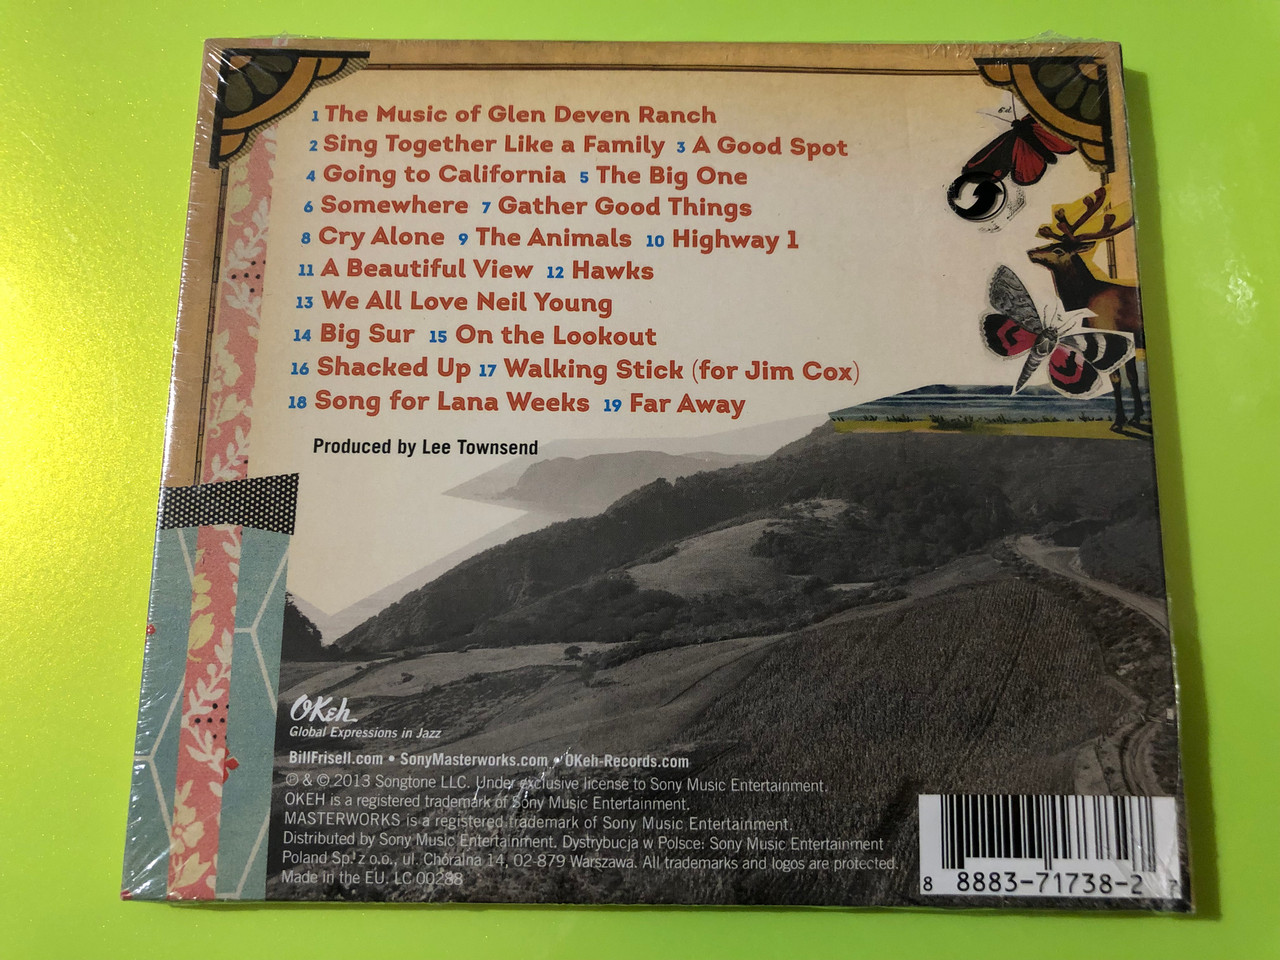 1 The Music of Glen Deven Ranch
2 Sing Together Like a Family 3 A Good Spot
4 Going to California 5 The Big One
6 Somewhere 7 Gather Good Things
8 Cry Alone 9 The Animals 10 Highway 1
11 A Beautiful View 12 Hawks
13 We All Love Neil Young
14 Big Sur 15 On the Lookout
16 Shacked Up 17 Walking Stick (for Jim Cox)
18 Song for Lana Weeks 19 Far Away
Produced by Lee Townsend
OKeh
Global Expressions in Jazz
BillFrisell.com • SonyMasterworks.com • OKeh-Records.com
℗ & © 2013 Songtone LLC. Under exclusive license to Sony Music Entertainment.
OKEH is a registered trademark of Sony Music Entertainment.
MASTERWORKS is a registered trademark of Sony Music Entertainment.
Distributed by Sony Music Entertainment. Dystrybucja w Polsce: Sony Music Entertainment
Poland Sp. z o.o., ul. Chóralna 14, 02-879 Warszawa. All trademarks and logos are protected.
Made in the EU. LC 00288
8 8883-71738-2 7